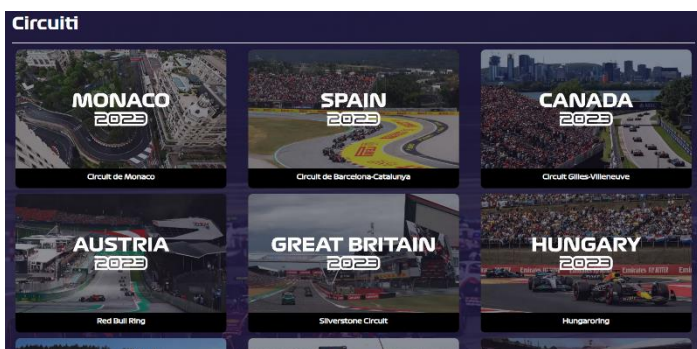 Circuiti
MONACO
2023
Circuit de Monaco
SPAIN
2023
Circuit de Barcelona-Catalunya
CANADA
2023
Circuit Gilles-Villeneuve
AUSTRIA
2023
Red Bull Ring
GREAT BRITAIN
2023
Silverstone Circuit
HUNGARY
2023
Hungaroring